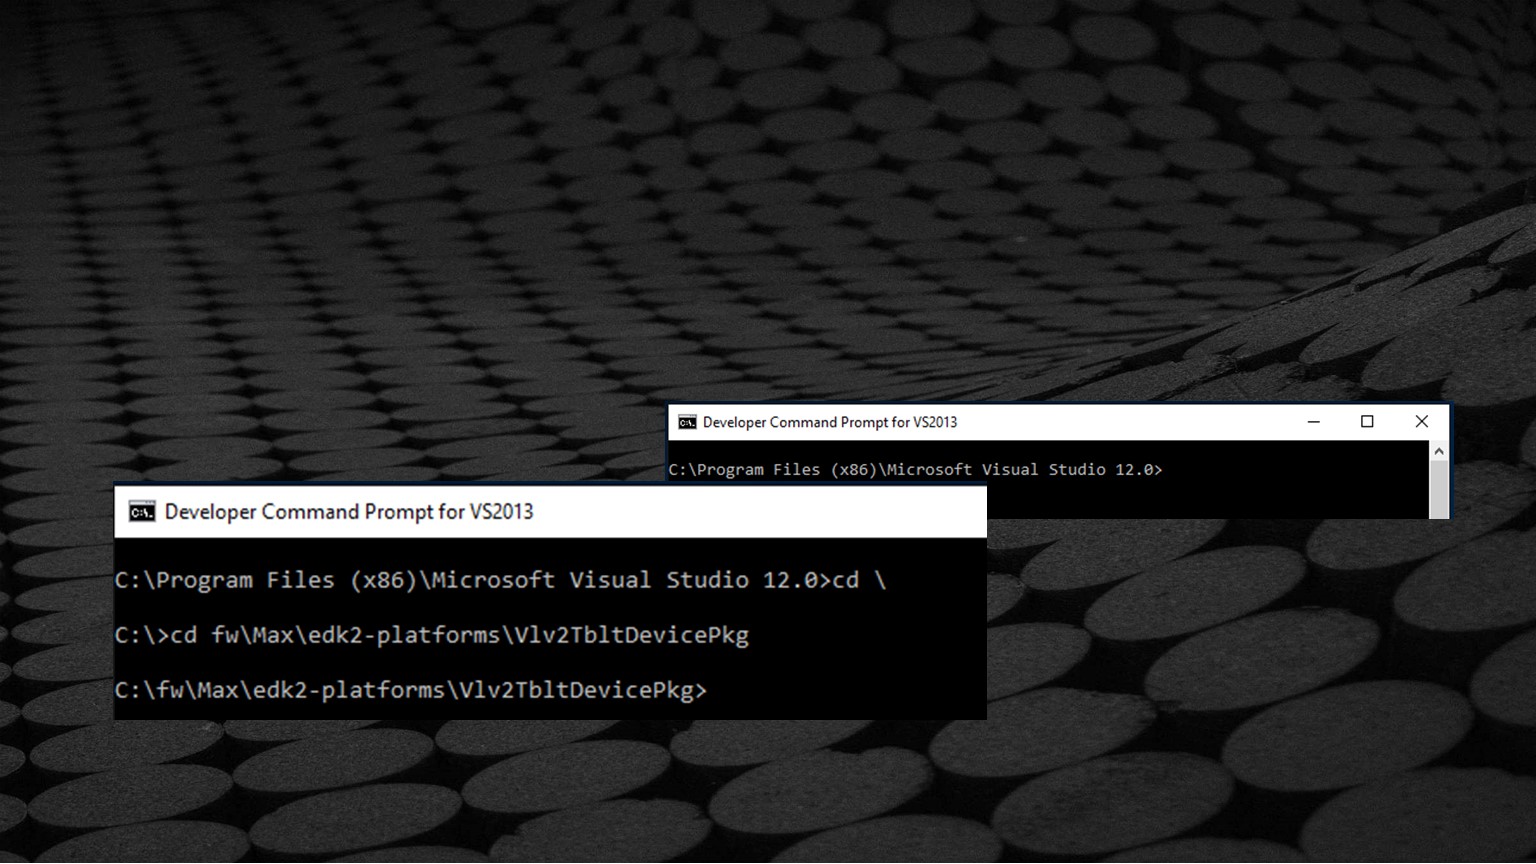 Developer Command Prompt for VS2013
C:\Program Files (x86)\Microsoft Visual Studio 12.0>
Developer Command Prompt for VS2013
C:\Program Files (x86)\Microsoft Visual Studio 12.0>cd \
C:\>cd fw\Max\edk2-platforms\Vlv2TbltDevicePkg
C:\fw\Max\edk2-platforms\Vlv2TbltDevicePkg>